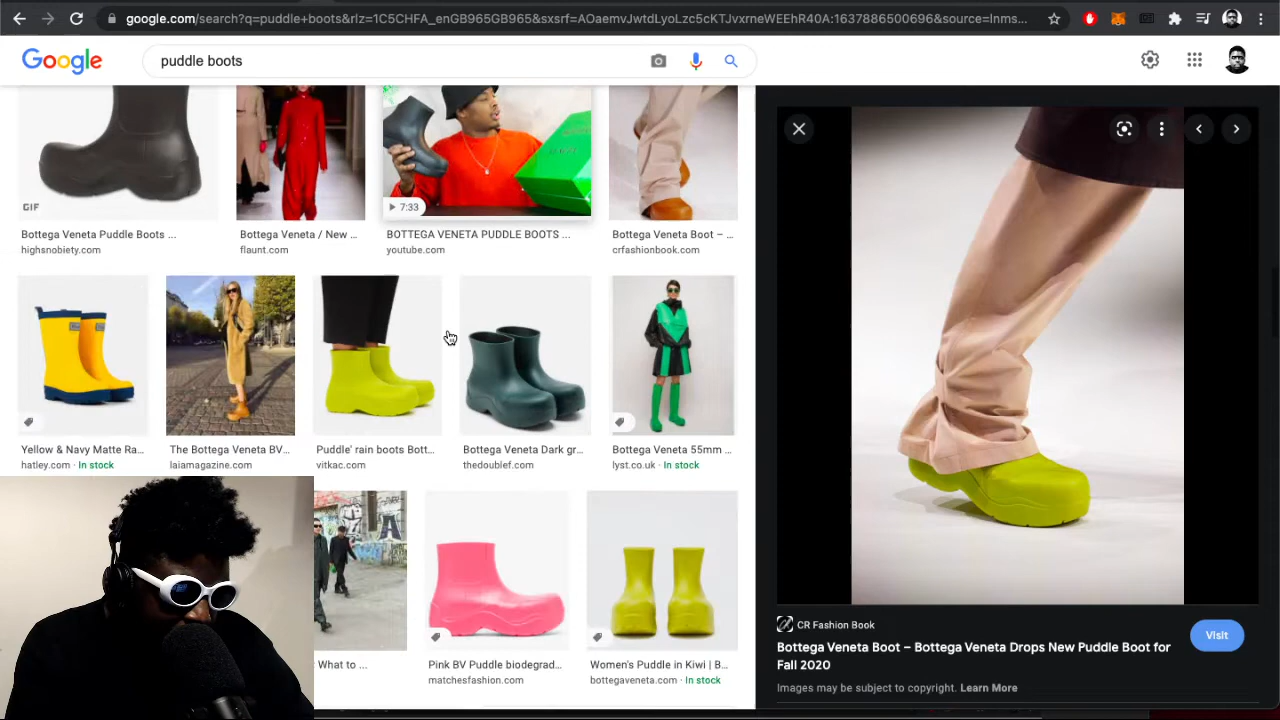 google.com/search?q=puddle+boots&rlz=1C5CHFA_enGB965GB965&sxsrf=AOaemvJwtdLyoLzc5cKTJvxrneWEEhR40A:1637886500696&source=lnms...
Google
puddle boots
GIF
7:33
Bottega Veneta Puddle Boots ...
highsnobiety.com
Bottega Veneta / New ...
flaunt.com
BOTTEGA VENETA PUDDLE BOOTS ...
youtube.com
Bottega Veneta Boot – ...
crfashionbook.com
Yellow & Navy Matte Ra...
hatley.com · In stock
The Bottega Veneta BV...
laiamagazine.com
Puddle' rain boots Bott...
vitkac.com
Bottega Veneta Dark gr...
thedoublef.com
Bottega Veneta 55mm ...
lyst.co.uk · In stock
What to ...
Pink BV Puddle biodegrad...
matchesfashion.com
Women's Puddle in Kiwi | B...
bottegaveneta.com · In stock
CR Fashion Book
Bottega Veneta Boot – Bottega Veneta Drops New Puddle Boot for
Fall 2020
Visit
Images may be subject to copyright. Learn More